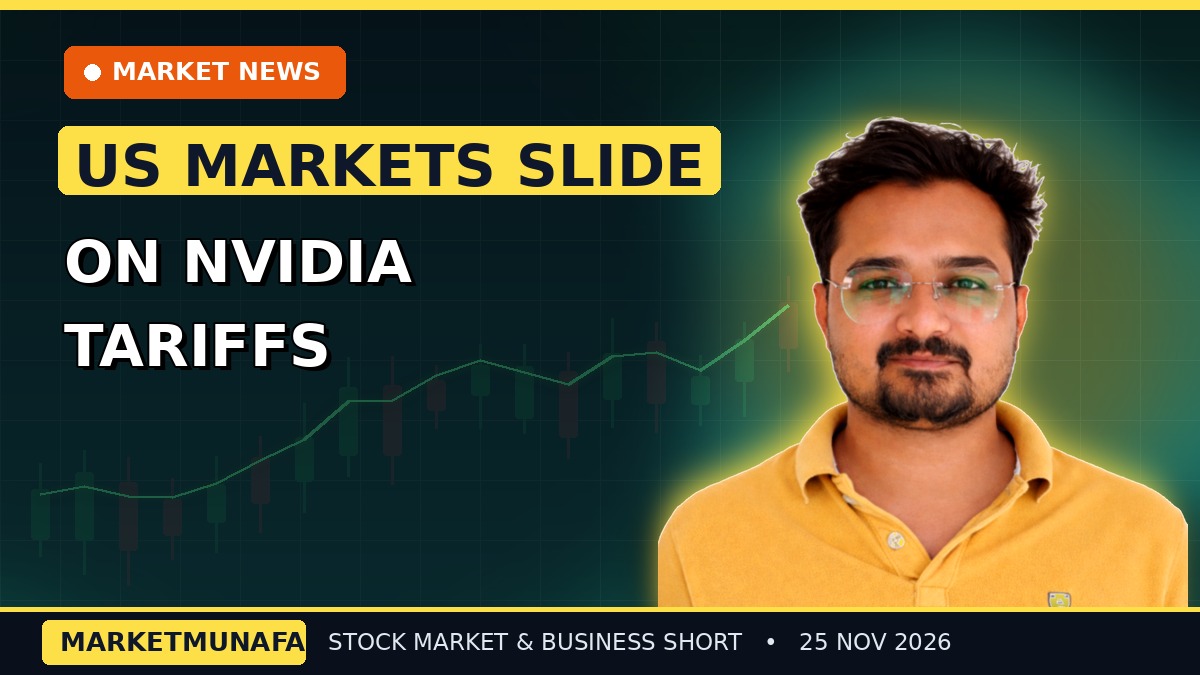 MARKET NEWS
US MARKETS SLIDE
ON NVIDIA
TARIFFS
MARKETMUNAFA STOCK MARKET & BUSINESS SHORT • 25 NOV 2026